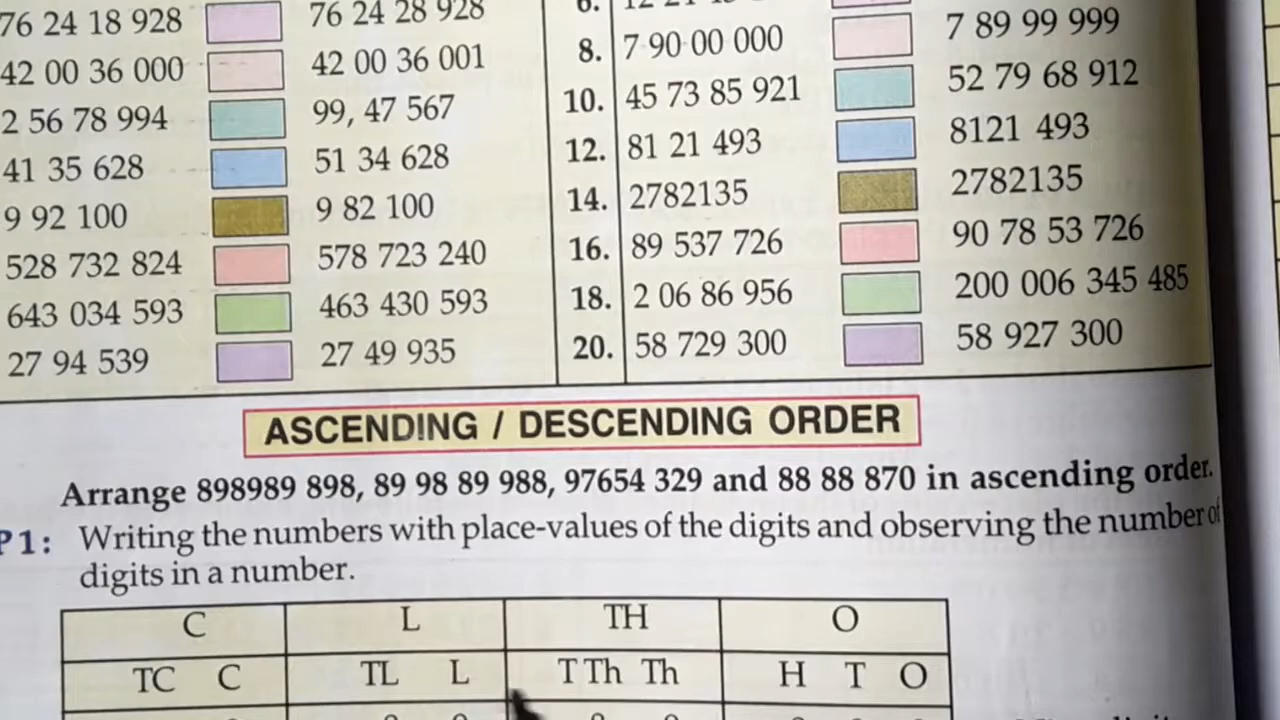 76 24 18 928 76 24 28 928 6.
42 00 36 000 42 00 36 001 8. 7 90 00 000 7 89 99 999
2 56 78 994 99, 47 567 10. 45 73 85 921 52 79 68 912
41 35 628 51 34 628 12. 81 21 493 8121 493
9 92 100 9 82 100 14. 2782135 2782135
528 732 824 578 723 240 16. 89 537 726 90 78 53 726
643 034 593 463 430 593 18. 2 06 86 956 200 006 345 485
27 94 539 27 49 935 20. 58 729 300 58 927 300
ASCENDING / DESCENDING ORDER
Arrange 898989 898, 89 98 89 988, 97654 329 and 88 88 870 in ascending order.
P 1: Writing the numbers with place-values of the digits and observing the number of
digits in a number.
C L TH O
TC C TL L T Th Th H T O